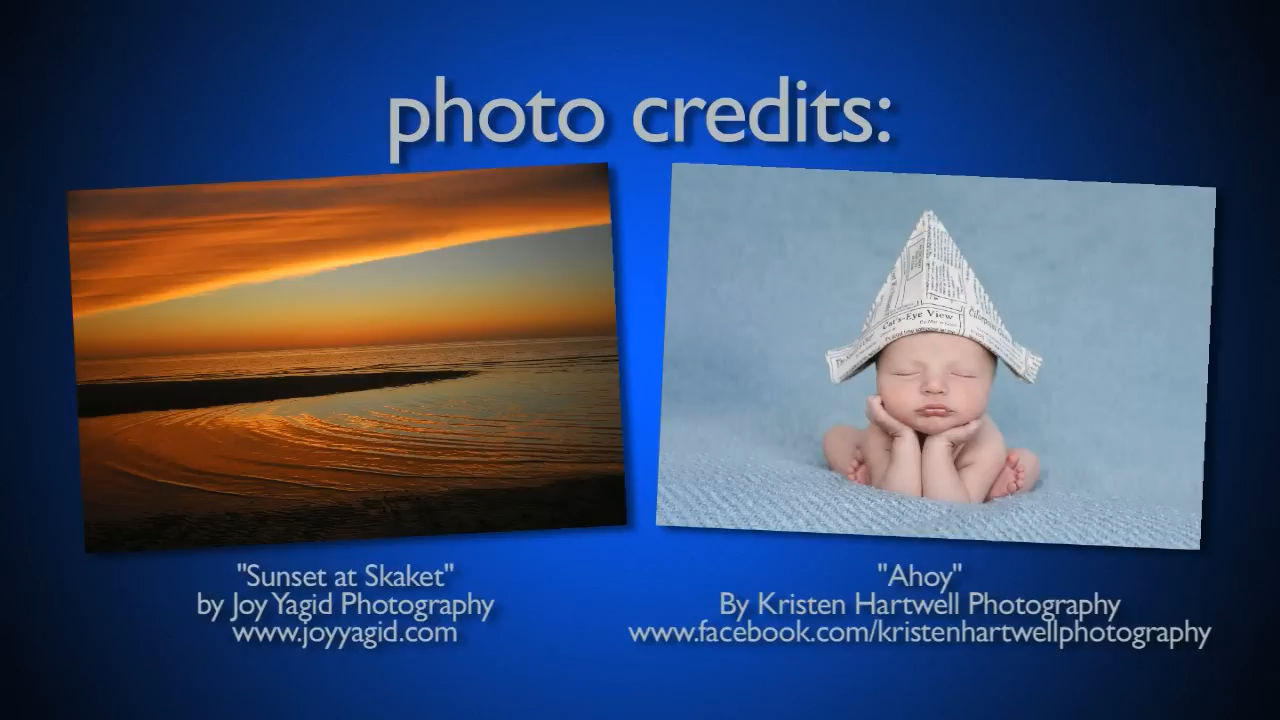 photo credits:
Cat's-Eye View
"Sunset at Skaket"
by Joy Yagid Photography
www.joyyagid.com
"Ahoy"
By Kristen Hartwell Photography
www.facebook.com/kristenhartwellphotography